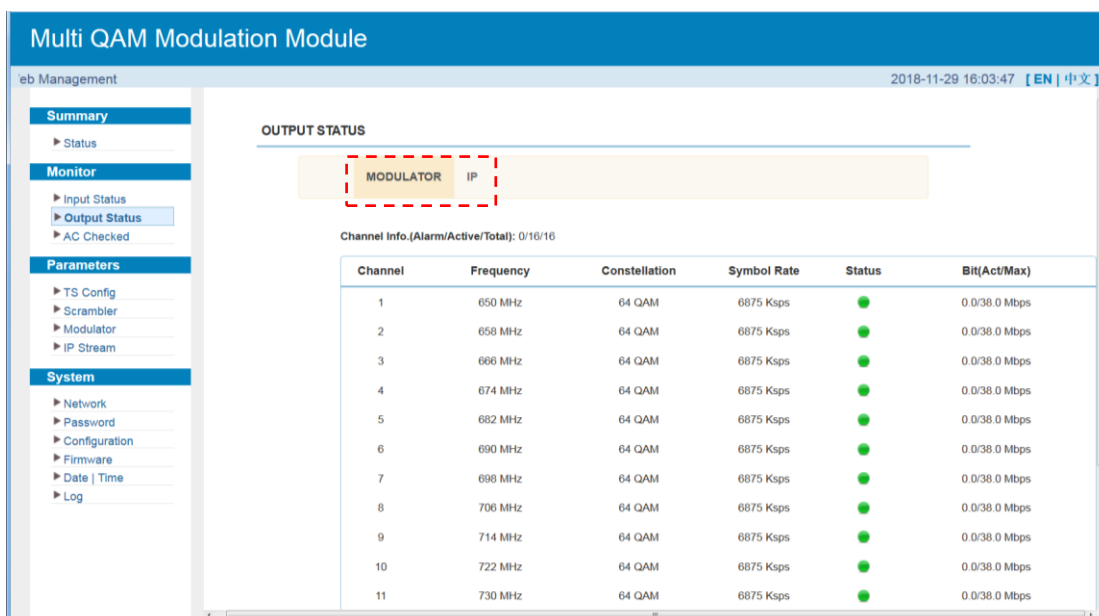 Multi QAM Modulation Module
eb Management
2018-11-29 16:03:47 [ EN | 中文 ]
Summary
Status
Monitor
Input Status
Output Status
AC Checked
Parameters
TS Config
Scrambler
Modulator
IP Stream
System
Network
Password
Configuration
Firmware
Date | Time
Log
OUTPUT STATUS
MODULATOR IP
Channel Info.(Alarm/Active/Total): 0/16/16
Channel Frequency Constellation Symbol Rate Status Bit(Act/Max)
1 650 MHz 64 QAM 6875 Ksps 0.0/38.0 Mbps
2 658 MHz 64 QAM 6875 Ksps 0.0/38.0 Mbps
3 666 MHz 64 QAM 6875 Ksps 0.0/38.0 Mbps
4 674 MHz 64 QAM 6875 Ksps 0.0/38.0 Mbps
5 682 MHz 64 QAM 6875 Ksps 0.0/38.0 Mbps
6 690 MHz 64 QAM 6875 Ksps 0.0/38.0 Mbps
7 698 MHz 64 QAM 6875 Ksps 0.0/38.0 Mbps
8 706 MHz 64 QAM 6875 Ksps 0.0/38.0 Mbps
9 714 MHz 64 QAM 6875 Ksps 0.0/38.0 Mbps
10 722 MHz 64 QAM 6875 Ksps 0.0/38.0 Mbps
11 730 MHz 64 QAM 6875 Ksps 0.0/38.0 Mbps